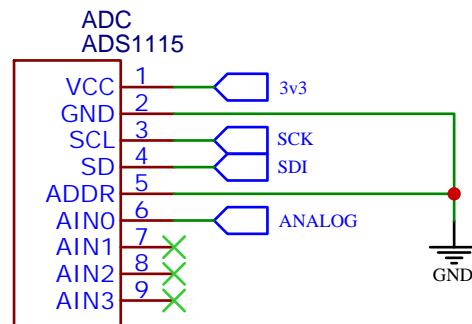 ADC
ADS1115
VCC 1 3v3
GND 2
SCL 3 SCK
SD 4 SDI
ADDR 5
AIN0 6 ANALOG
AIN1 7
AIN2 8
GND
AIN3 9